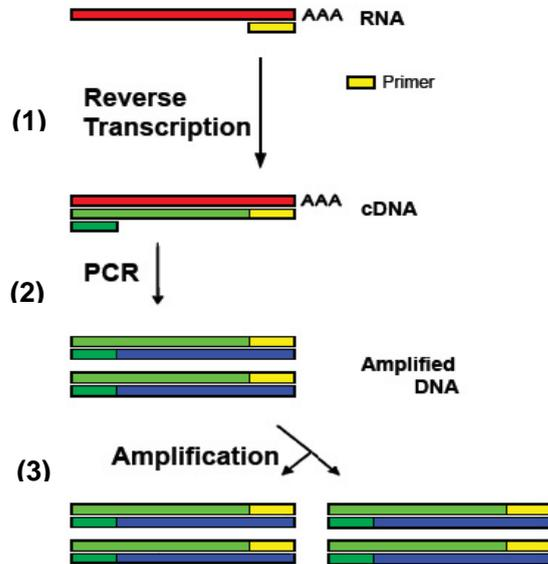 AAA RNA
Primer
(1)
Reverse
Transcription
AAA
cDNA
PCR
(2)
Amplified
DNA
Amplification
(3)